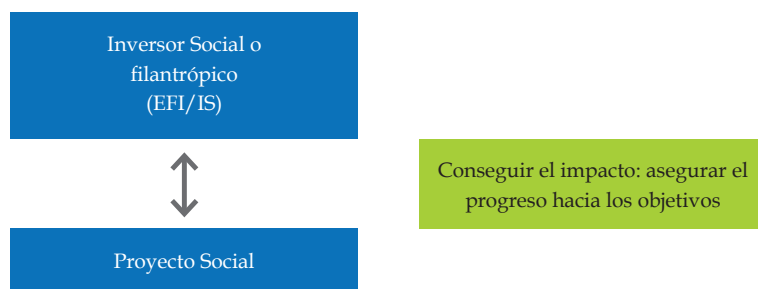 Inversor Social o
filantrópico
(EFI/IS)
Conseguir el impacto: asegurar el
progreso hacia los objetivos
Proyecto Social